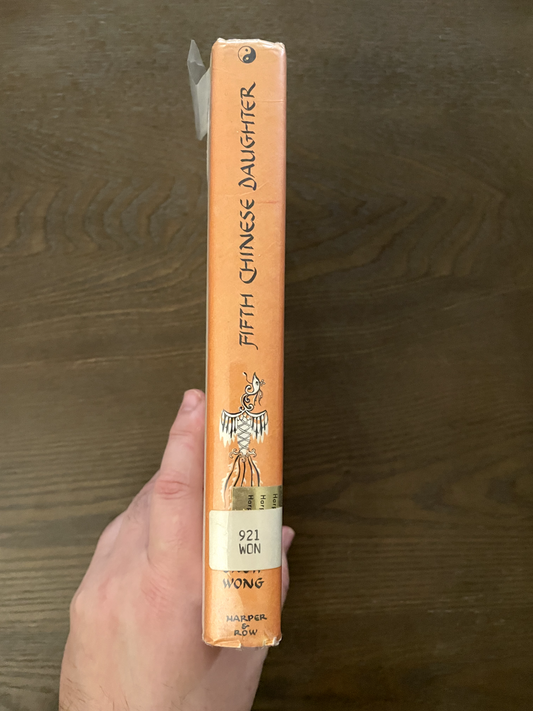 FIFTH CHINESE DAUGHTER
921
WON
WONG
HARPER
&
ROW